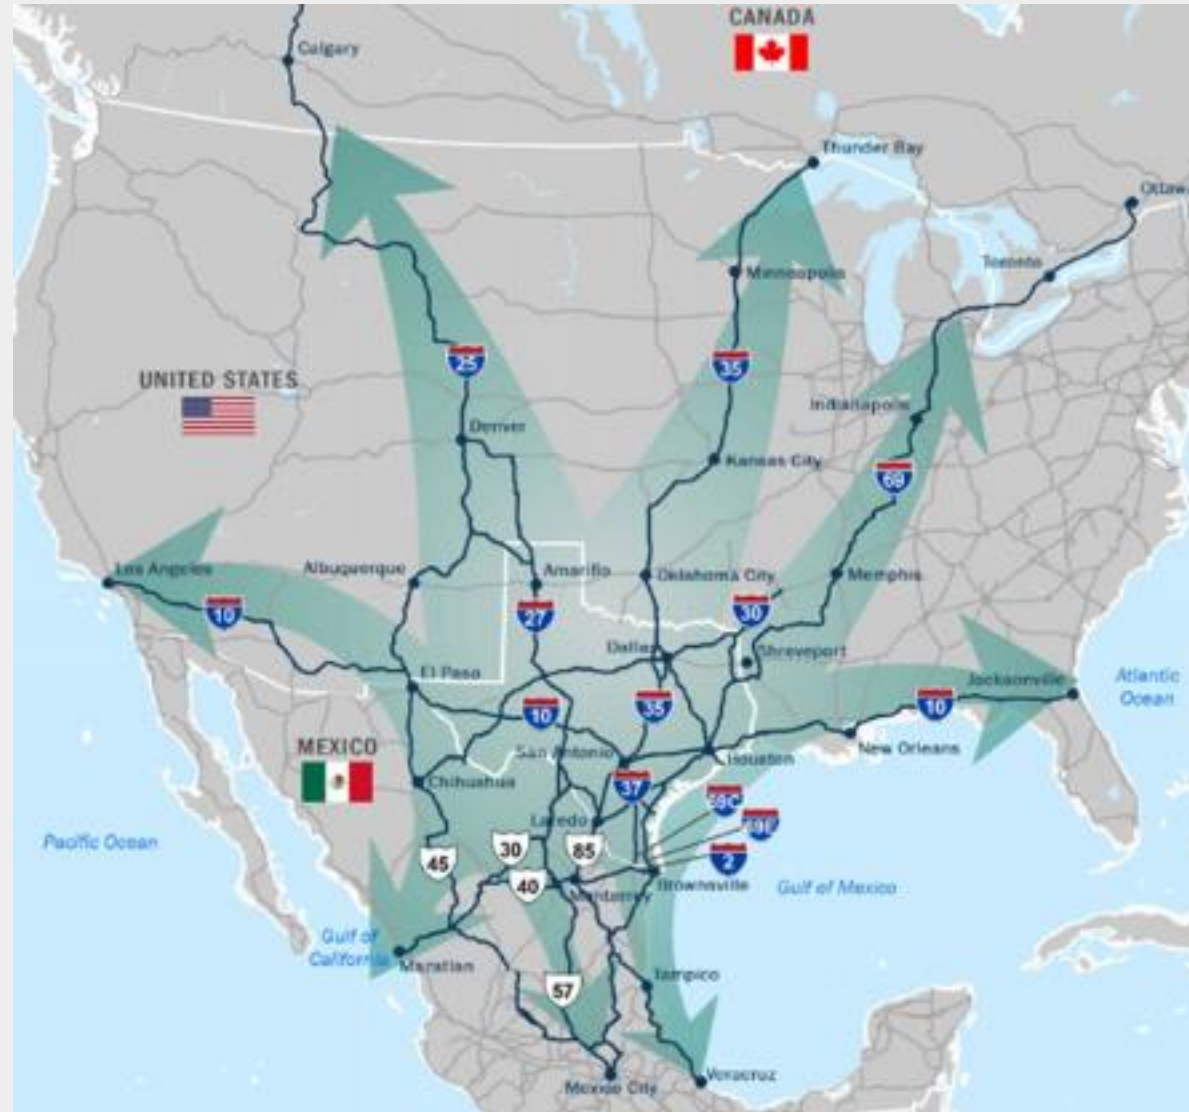 CANADA
Calgary
Thunder Bay
Ottaw
Toronto
Minneapolis
25
35
UNITED STATES
Indianapolis
Denver
Kansas City
69
Los Angeles
Albuquerque
Amarillo
Oklahoma City
Memphis
10
27
30
Dallas
Shreveport
El Paso
Jacksonville
Atlantic
Ocean
10
35
10
MEXICO
San Antonio
Houston
New Orleans
Chihuahua
37
69C
Laredo
69E
Pacific Ocean
45
30
85
2
40
Brownsville
Gulf of Mexico
Monterrey
Gulf of
California
Mazatlan
Tampico
57
Mexico City
Veracruz